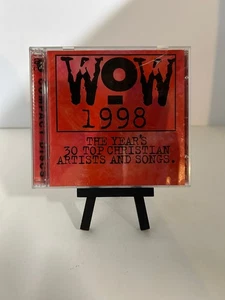 WOW
1998
THE YEAR'S
30 TOP CHRISTIAN
ARTISTS AND SONGS.